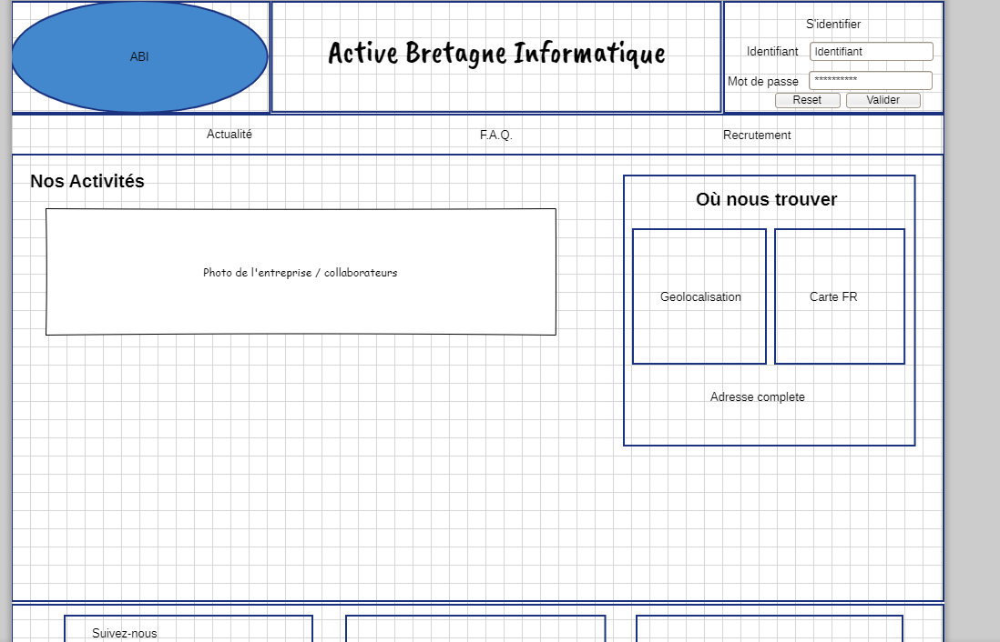 ABI
Active Bretagne Informatique
S'identifier
Identifiant Identifiant
Mot de passe **********
Reset Valider
Actualité F.A.Q. Recrutement
Nos Activités
Photo de l'entreprise / collaborateurs
Où nous trouver
Geolocalisation Carte FR
Adresse complete
Suivez-nous